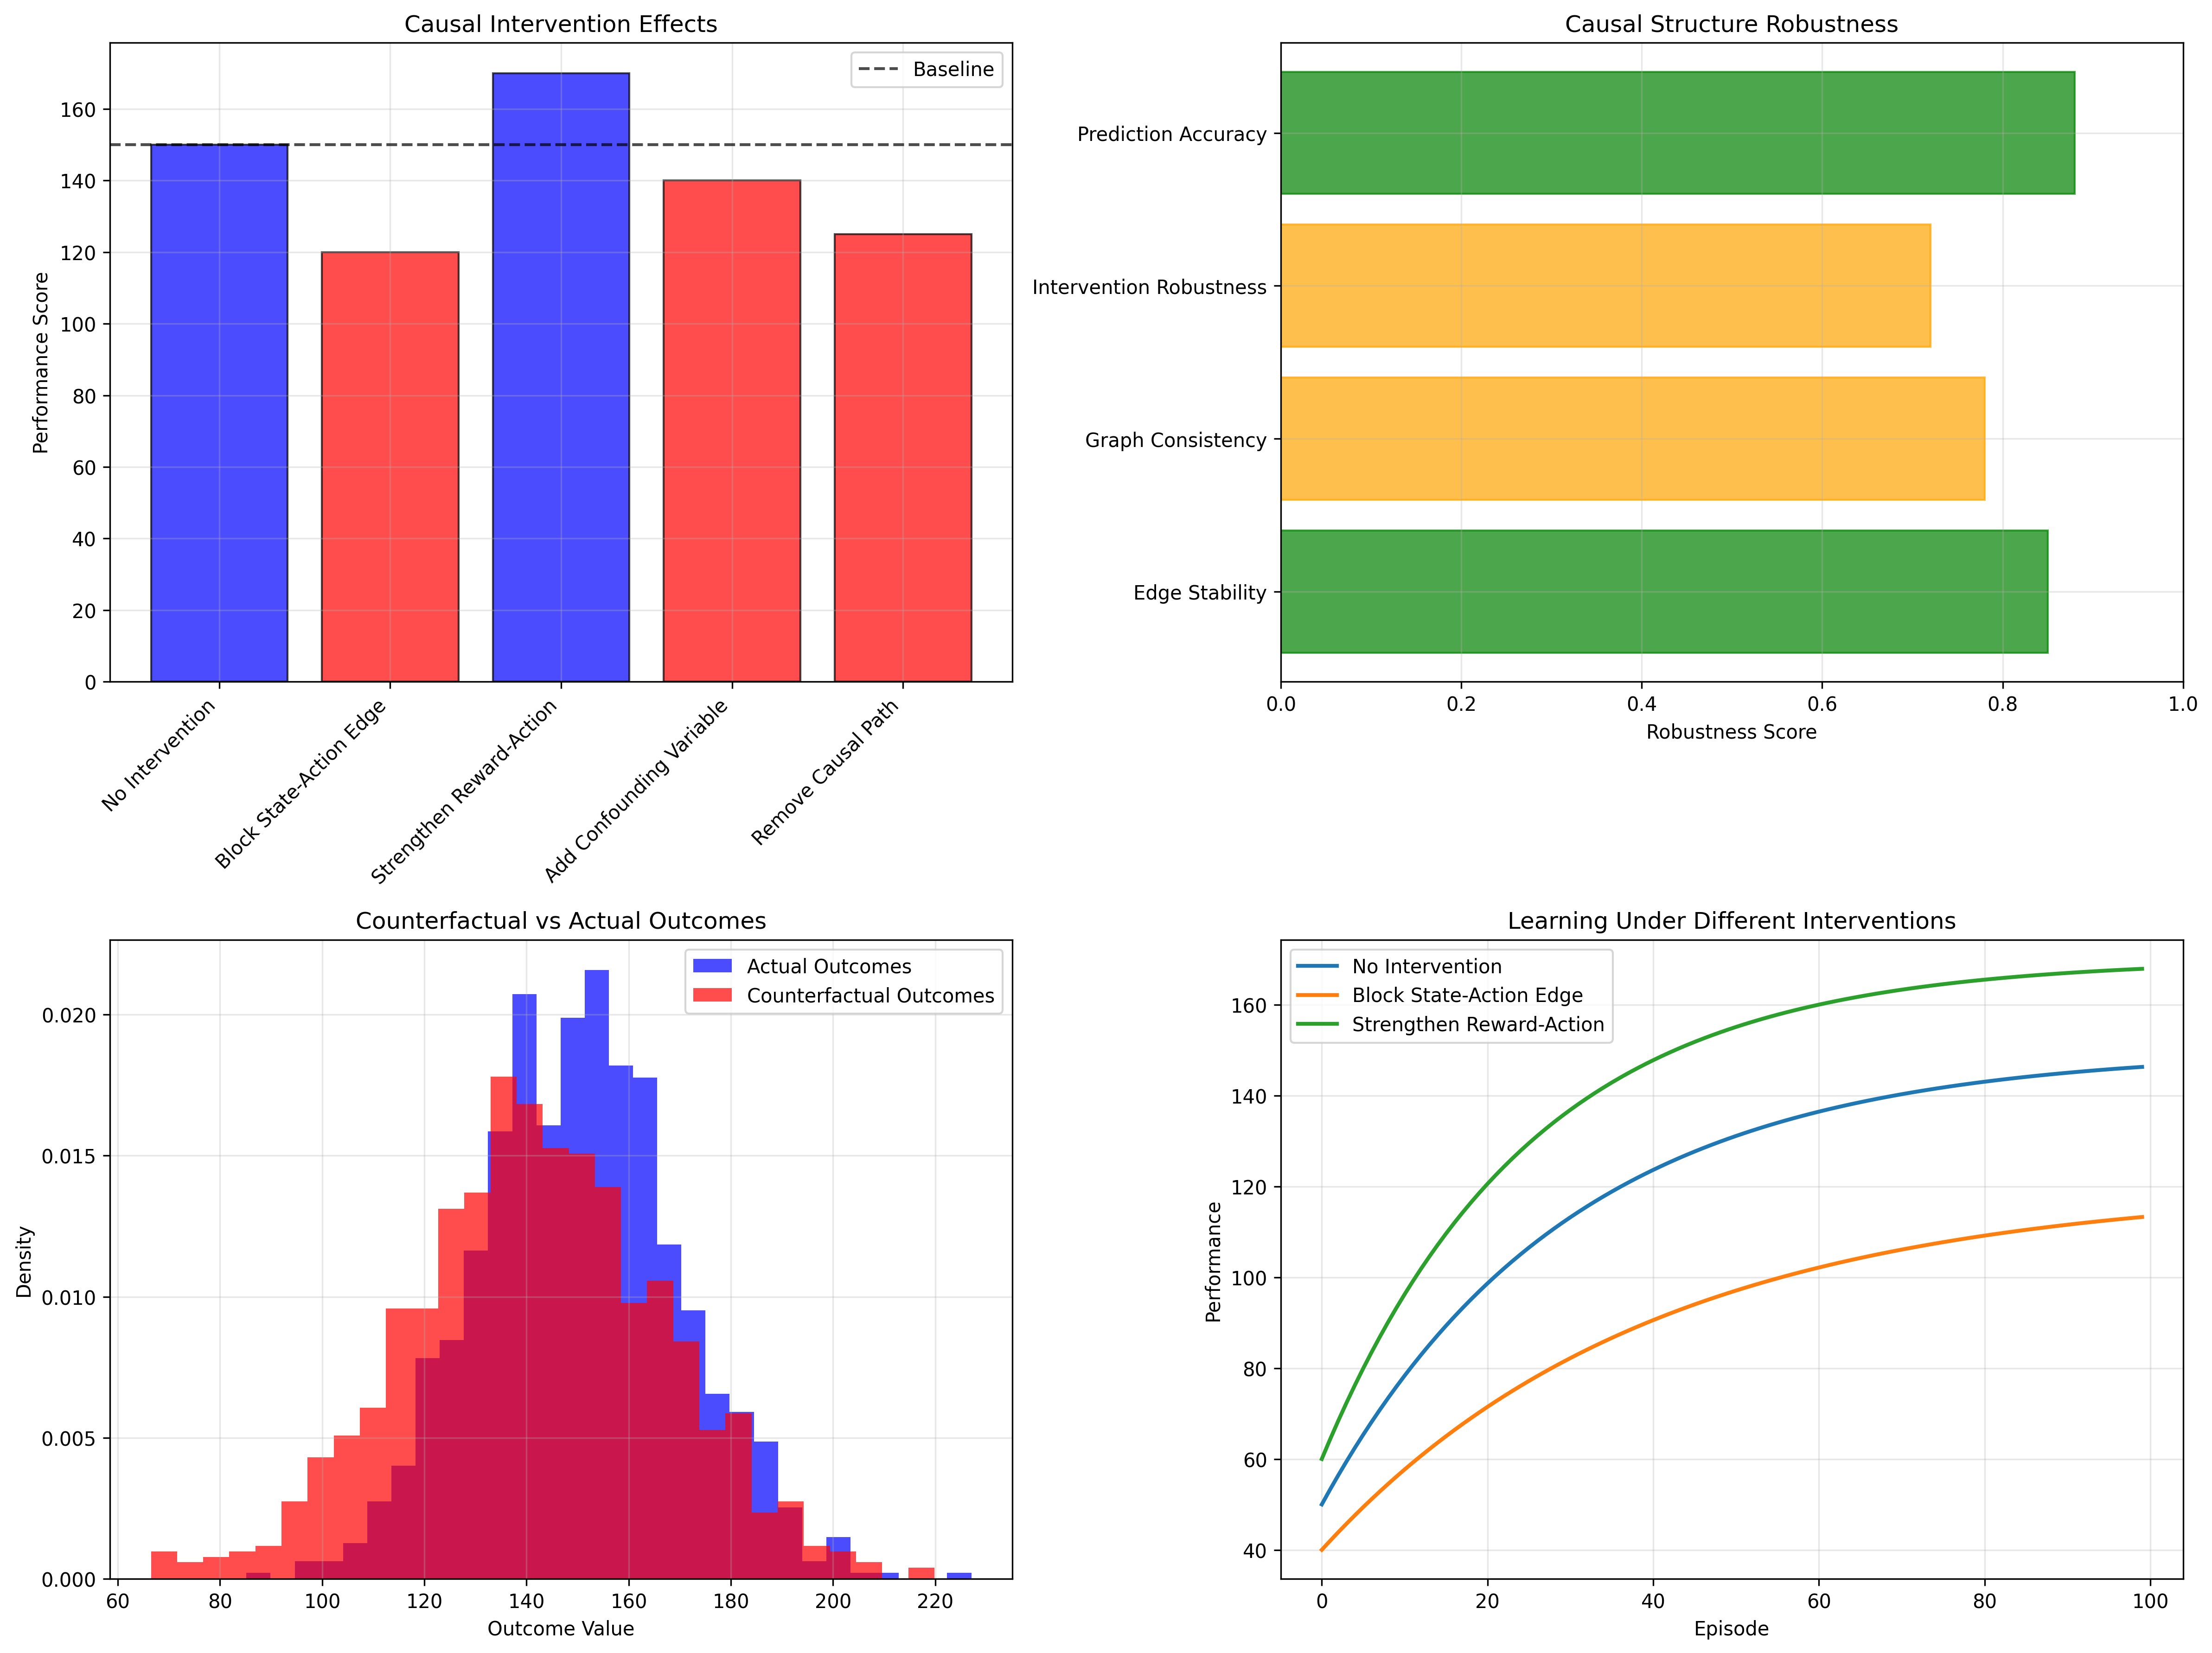 Causal Intervention Effects
Baseline
Performance Score
160
140
120
100
80
60
40
20
0
No Intervention
Block State-Action Edge
Strengthen Reward-Action
Add Confounding Variable
Remove Causal Path
Causal Structure Robustness
Prediction Accuracy
Intervention Robustness
Graph Consistency
Edge Stability
0.0 0.2 0.4 0.6 0.8 1.0
Robustness Score
Counterfactual vs Actual Outcomes
Actual Outcomes
Counterfactual Outcomes
Density
0.020
0.015
0.010
0.005
0.000
60 80 100 120 140 160 180 200 220
Outcome Value
Learning Under Different Interventions
No Intervention
Block State-Action Edge
Strengthen Reward-Action
Performance
160
140
120
100
80
60
40
0 20 40 60 80 100
Episode